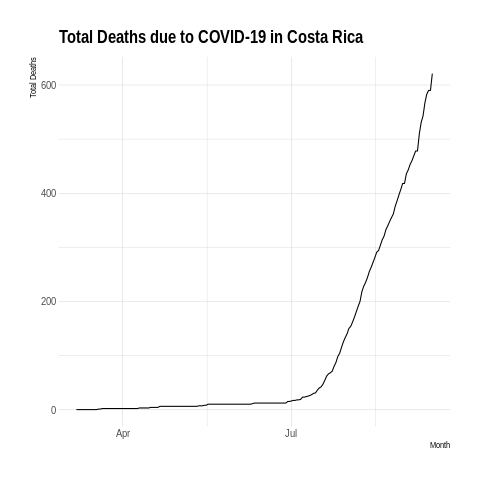 Total Deaths due to COVID-19 in Costa Rica
Total Deaths
600
400
200
0
Apr
Jul
Month